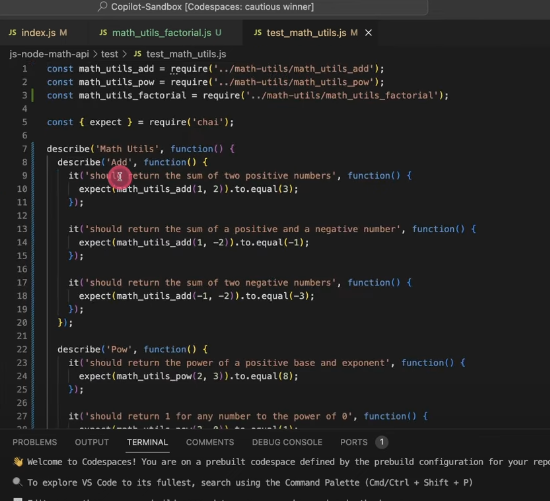 Copilot-Sandbox [Codespaces: cautious winner]
JS index.js M
JS math_utils_factorial.js U
JS test_math_utils.js M ×
js-node-math-api > test > JS test_math_utils.js
1 const math_utils_add = require('../math-utils/math_utils_add');
2 const math_utils_pow = require('../math-utils/math_utils_pow');
3 const math_utils_factorial = require('../math-utils/math_utils_factorial');
4
5 const { expect } = require('chai');
6
7 describe('Math Utils', function() {
8 describe('Add', function() {
9 it('should return the sum of two positive numbers', function() {
10 expect(math_utils_add(1, 2)).to.equal(3);
11 });
12
13 it('should return the sum of a positive and a negative number', function() {
14 expect(math_utils_add(1, -2)).to.equal(-1);
15 });
16
17 it('should return the sum of two negative numbers', function() {
18 expect(math_utils_add(-1, -2)).to.equal(-3);
19 });
20 });
21
22 describe('Pow', function() {
23 it('should return the power of a positive base and exponent', function() {
24 expect(math_utils_pow(2, 3)).to.equal(8);
25 });
26
27 it('should return 1 for any number to the power of 0', function() {
PROBLEMS OUTPUT TERMINAL COMMENTS DEBUG CONSOLE PORTS 1
👋 Welcome to Codespaces! You are on a prebuilt codespace defined by the prebuild configuration for your repo
🔍 To explore VS Code to its fullest, search using the Command Palette (Cmd/Ctrl + Shift + P)